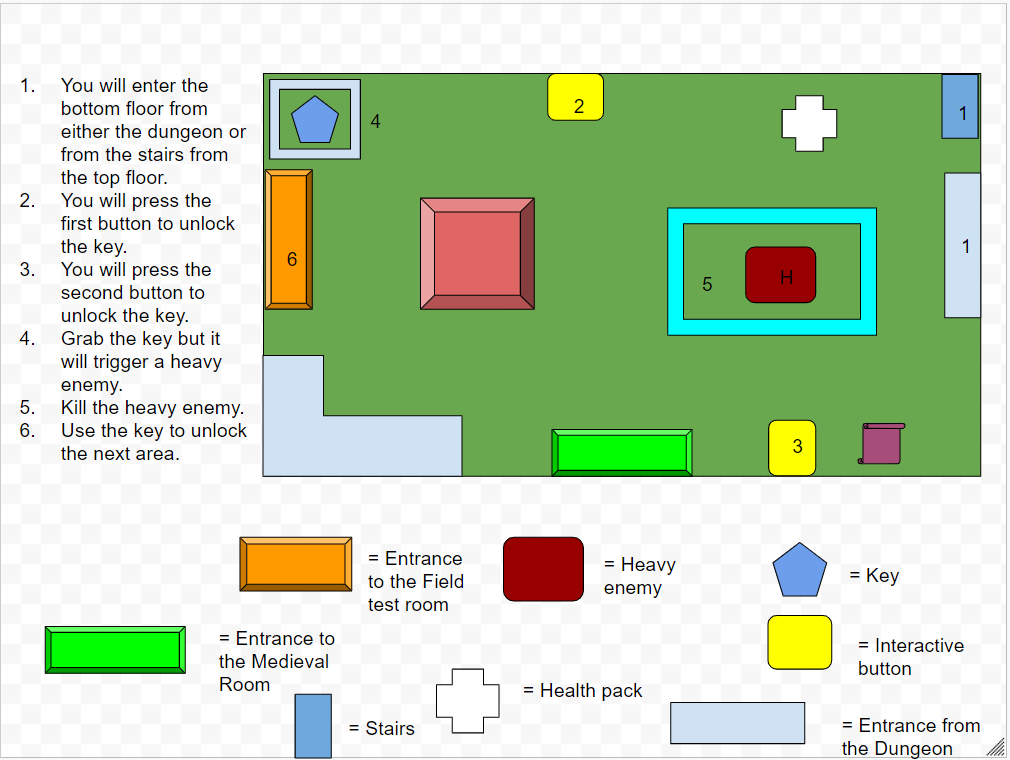 1. You will enter the
bottom floor from
either the dungeon or
from the stairs from
the top floor.
2. You will press the
first button to unlock
the key.
3. You will press the
second button to
unlock the key.
4. Grab the key but it
will trigger a heavy
enemy.
5. Kill the heavy enemy.
6. Use the key to unlock
the next area.
4
2
1
6
5
H
1
3
= Entrance
to the Field
test room
= Heavy
enemy
= Key
= Entrance to
the Medieval
Room
= Interactive
button
= Health pack
= Stairs
= Entrance from
the Dungeon